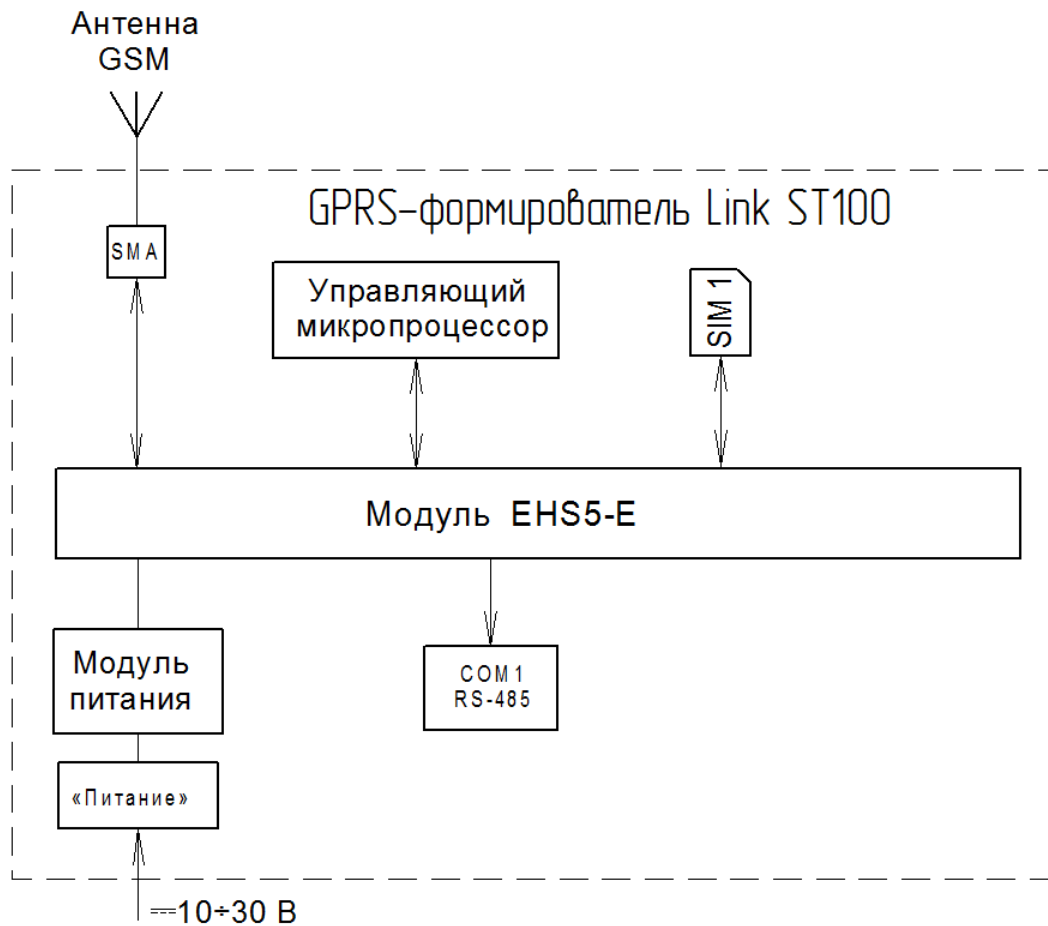 Антенна
GSM
GPRS-формирователь Link ST100
SMA
Управляющий
микропроцессор
SIM 1
Модуль EHS5-E
Модуль
питания
COM1
RS-485
«Питание»
⎓10÷30 В